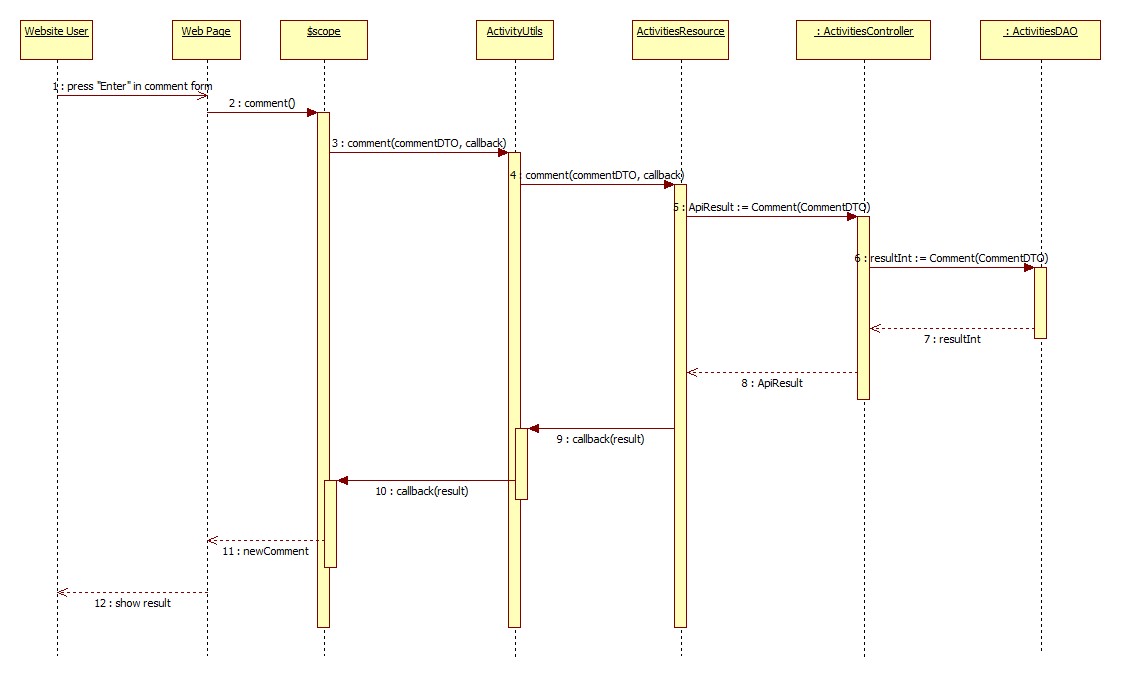 Website User
Web Page
$scope
ActivityUtils
ActivitiesResource
: ActivitiesController
: ActivitiesDAO
1 : press "Enter" in comment form
2 : comment()
3 : comment(commentDTO, callback)
4 : comment(commentDTO, callback)
5 : ApiResult := Comment(CommentDTO)
6 : resultInt := Comment(CommentDTO)
7 : resultInt
8 : ApiResult
9 : callback(result)
10 : callback(result)
11 : newComment
12 : show result